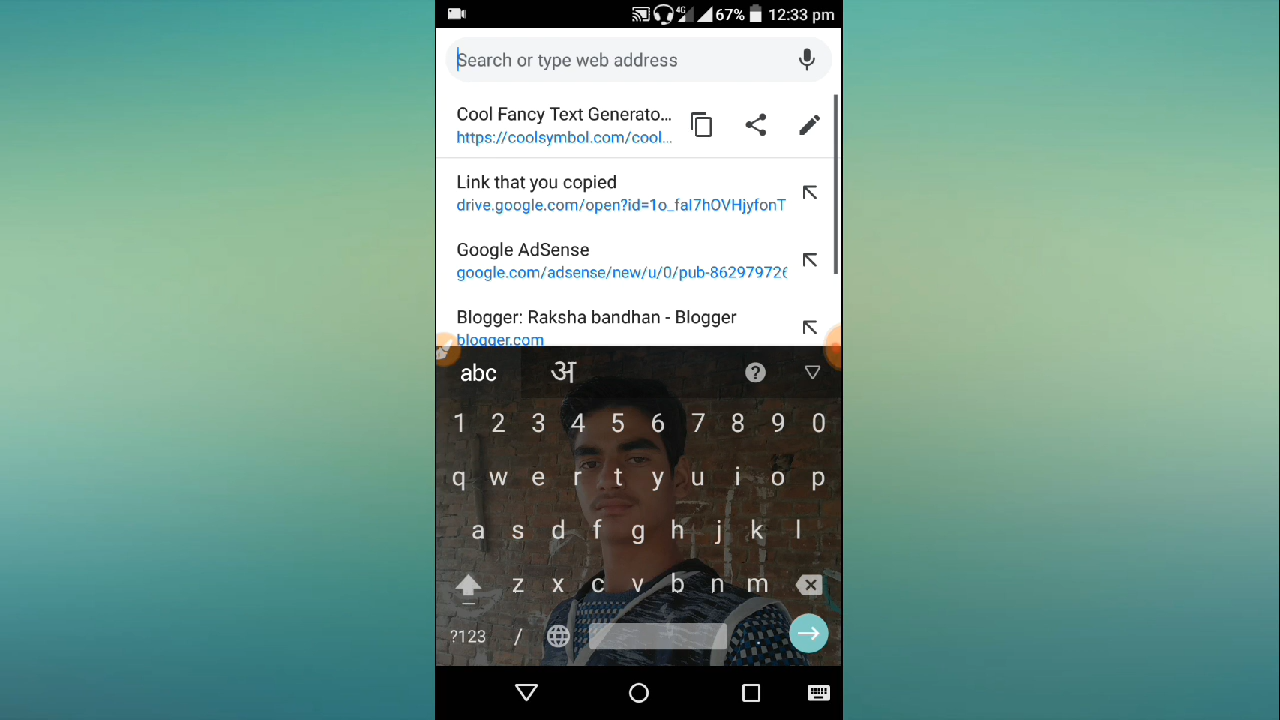 4G 67% 12:33 pm
Search or type web address
Cool Fancy Text Generato...
https://coolsymbol.com/cool...
Link that you copied
drive.google.com/open?id=1o_faI7hOVHjyfonT
Google AdSense
google.com/adsense/new/u/0/pub-862979726
Blogger: Raksha bandhan - Blogger
blogger.com
abc अ ?
1 2 3 4 5 6 7 8 9 0
q w e r t y u i o p
a s d f g h j k l
z x c v b n m
?123 / .